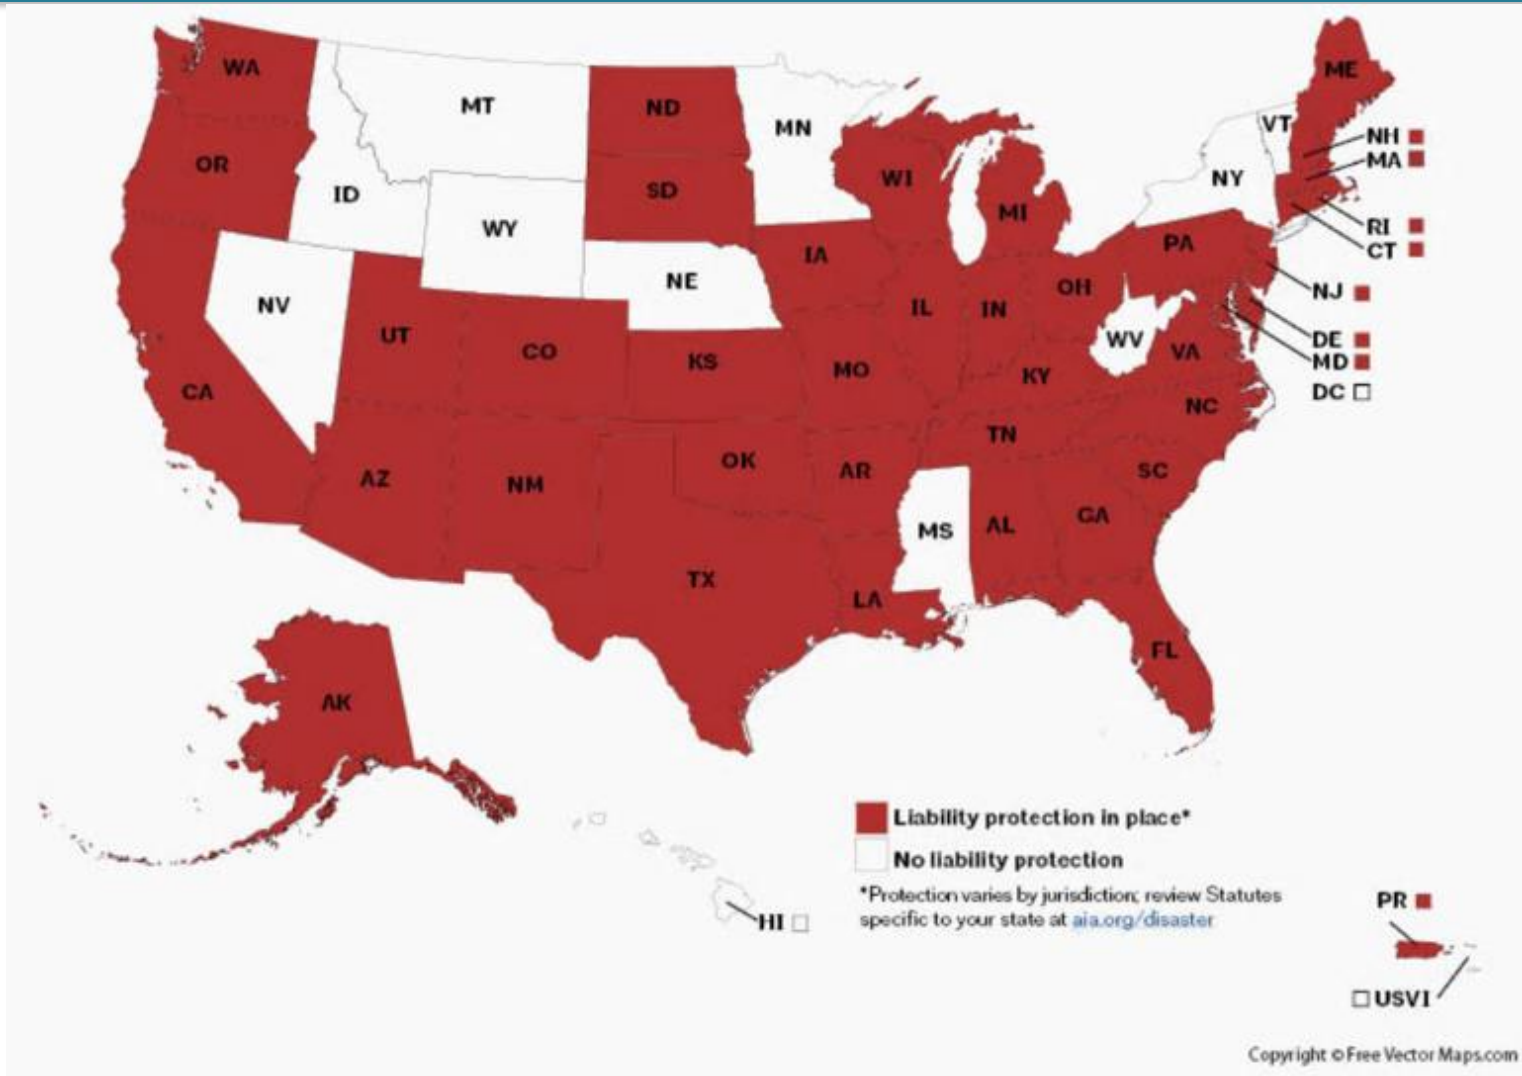 WA
MT
ND
MN
ME
VT
NH
MA
OR
ID
SD
WI
NY
MI
WY
RI
CT
PA
IA
NE
OH
NJ
NV
IL
IN
UT
CO
KS
MO
WV
VA
DE
MD
KY
DC
CA
NC
TN
OK
AR
SC
AZ
NM
MS
AL
GA
TX
LA
FL
AK
Liability protection in place*
No liability protection
*Protection varies by jurisdiction; review Statutes
specific to your state at aia.org/disaster
HI
PR
USVI
Copyright © Free Vector Maps.com